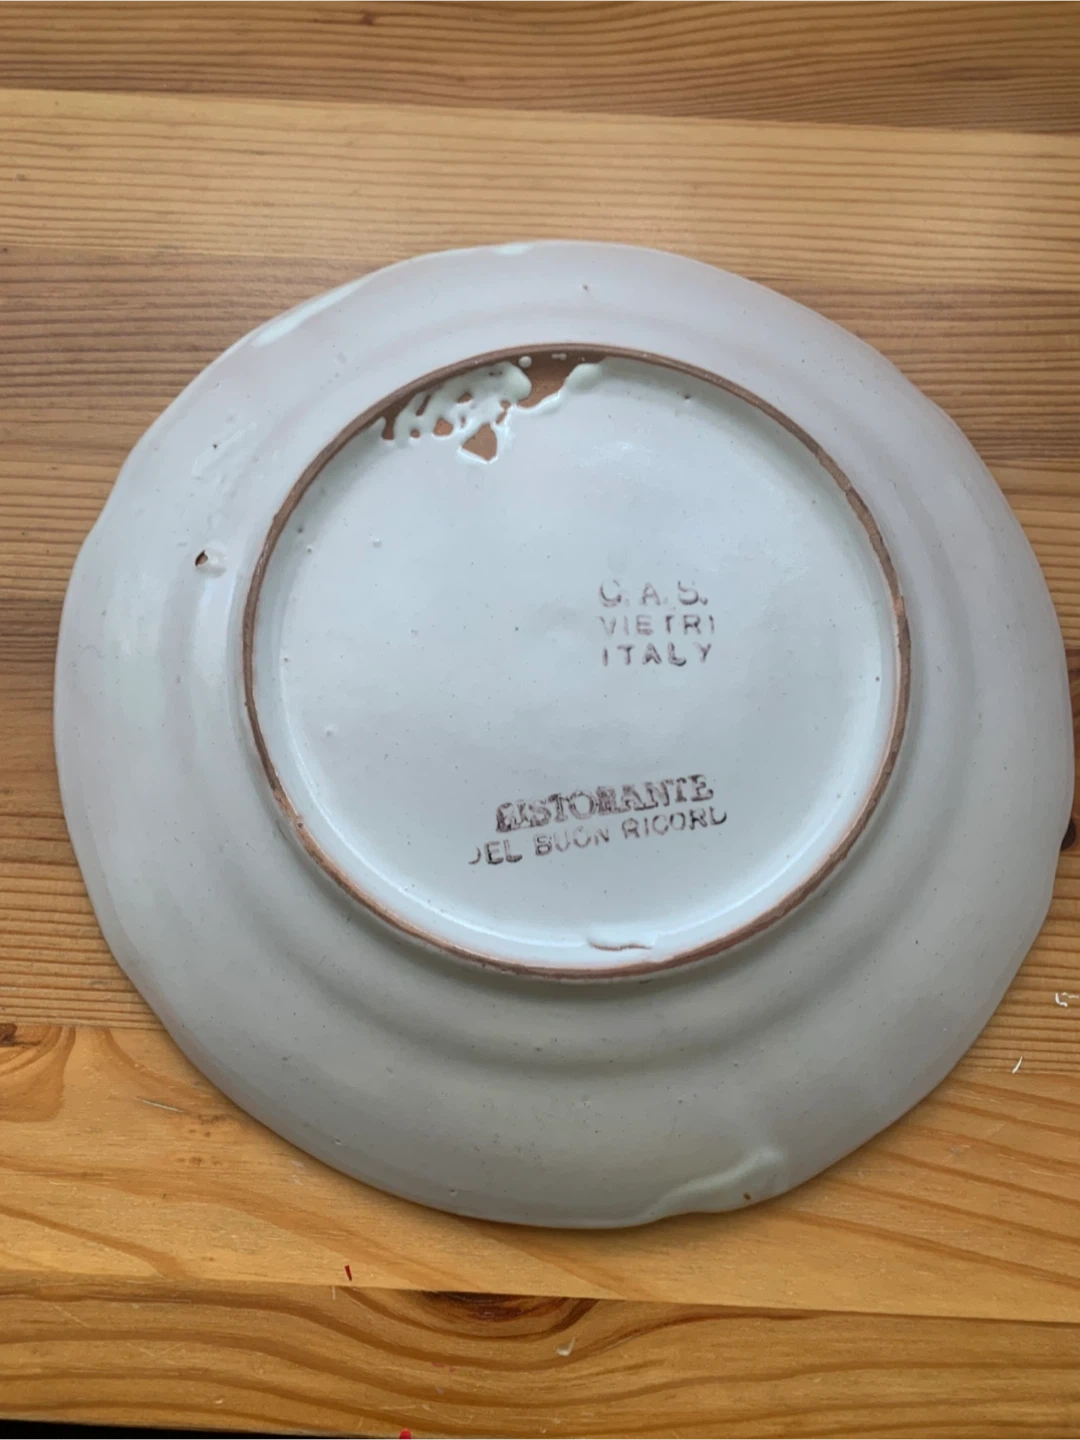 C.A.S.
VIETRI
ITALY
RISTORANTE
DEL BUON RICORD